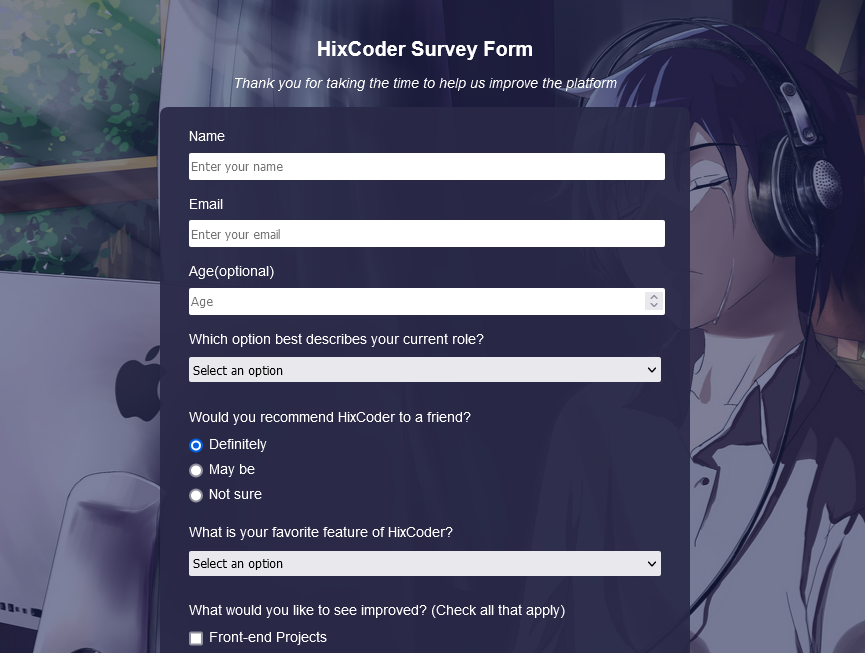 HixCoder Survey Form
Thank you for taking the time to help us improve the platform
Name
Enter your name
Email
Enter your email
Age(optional)
Age
Which option best describes your current role?
Select an option
Would you recommend HixCoder to a friend?
Definitely
May be
Not sure
What is your favorite feature of HixCoder?
Select an option
What would you like to see improved? (Check all that apply)
Front-end Projects